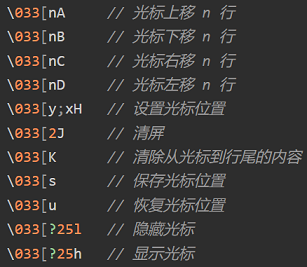 \033[nA    // 光标上移 n 行
\033[nB    // 光标下移 n 行
\033[nC    // 光标右移 n 行
\033[nD    // 光标左移 n 行
\033[y;xH  // 设置光标位置
\033[2J    // 清屏
\033[K     // 清除从光标到行尾的内容
\033[s     // 保存光标位置
\033[u     // 恢复光标位置
\033[?25l  // 隐藏光标
\033[?25h  // 显示光标